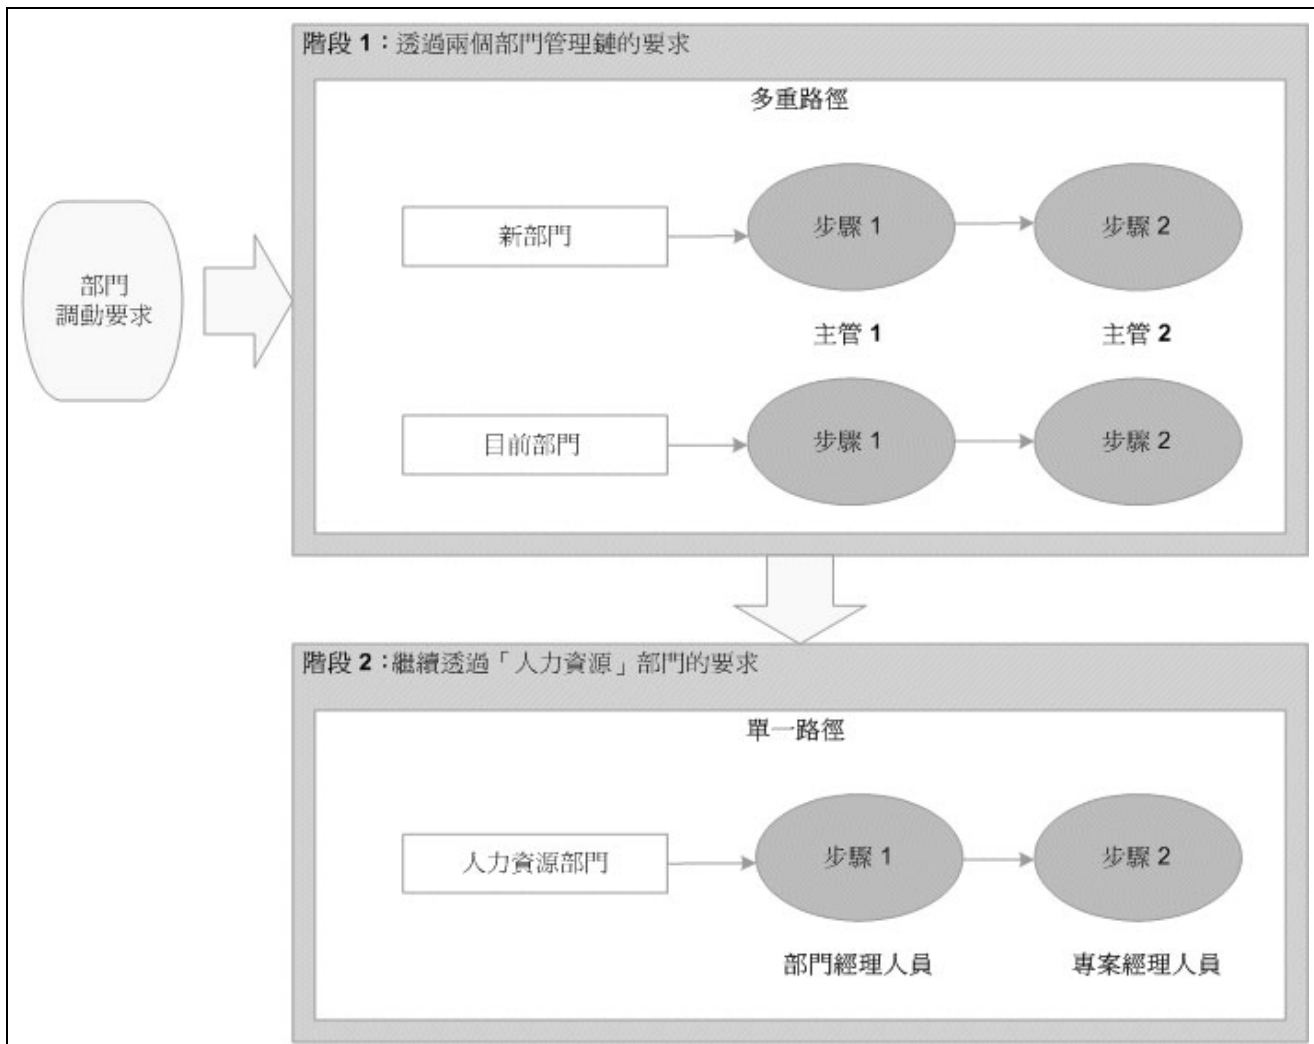 階段 1：透過兩個部門管理鏈的要求
多重路徑
部門
調動要求
新部門
步驟 1
步驟 2
主管 1
主管 2
目前部門
步驟 1
步驟 2
階段 2：繼續透過「人力資源」部門的要求
單一路徑
人力資源部門
步驟 1
步驟 2
部門經理人員
專案經理人員